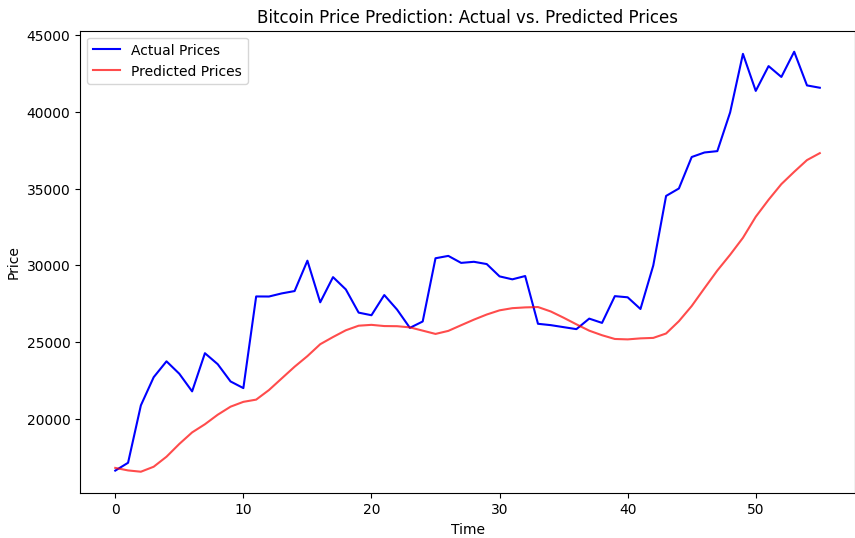 Bitcoin Price Prediction: Actual vs. Predicted Prices
Actual Prices
Predicted Prices
45000
40000
35000
30000
25000
20000
Price
0 10 20 30 40 50
Time